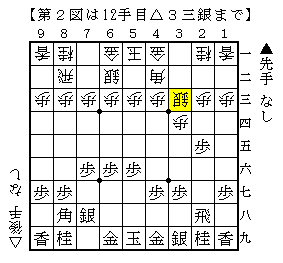 【第２図は12手目△３三銀まで】
9 8 7 6 5 4 3 2 1
香 桂 金 玉 金 桂 香 一
飛 銀 角 二
歩 歩 歩 歩 歩 歩 銀 歩 歩 三
歩 四
歩 五
歩 歩 歩 六
歩 歩 歩 歩 歩 七
角 銀 飛 八
香 桂 金 玉 金 銀 桂 香 九
▲先手 なし
△後手 なし